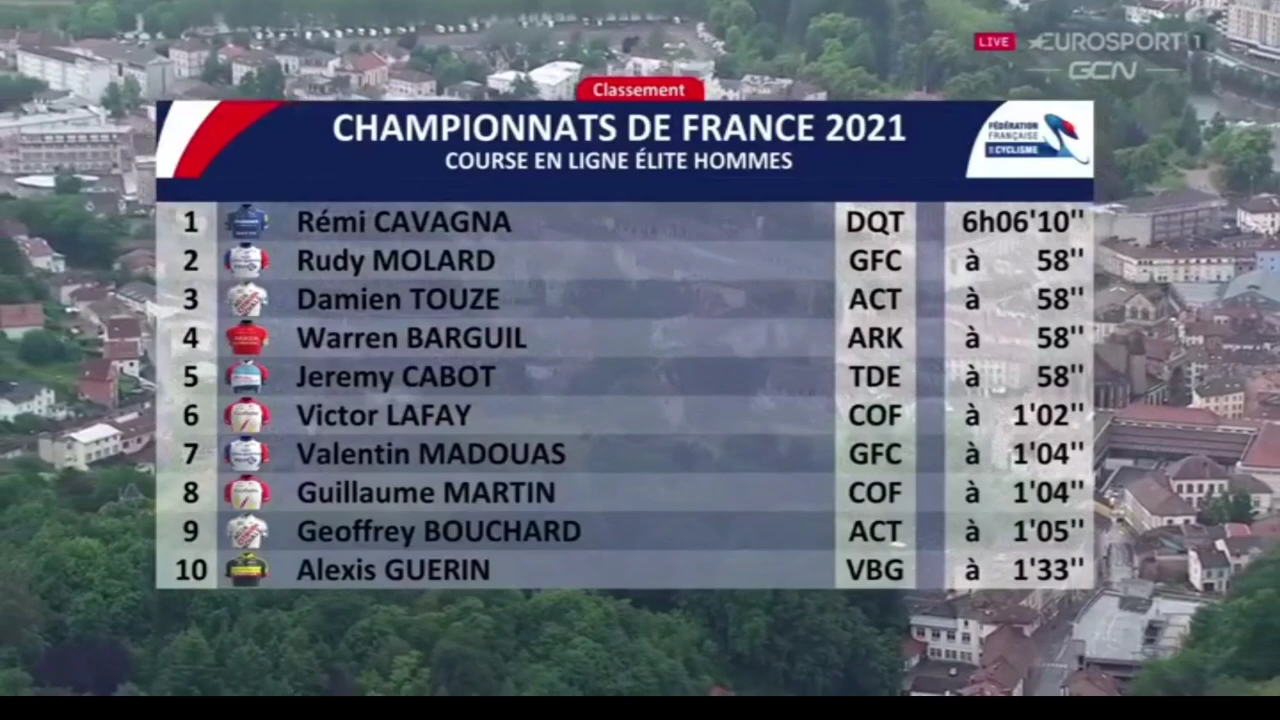 LIVE EUROSPORT 1
GCN
Classement
CHAMPIONNATS DE FRANCE 2021
COURSE EN LIGNE ÉLITE HOMMES
FÉDÉRATION
FRANÇAISE
DE CYCLISME
1 Rémi CAVAGNA DQT 6h06'10''
2 Rudy MOLARD GFC à 58''
3 Damien TOUZE ACT à 58''
4 Warren BARGUIL ARK à 58''
5 Jeremy CABOT TDE à 58''
6 Victor LAFAY COF à 1'02''
7 Valentin MADOUAS GFC à 1'04''
8 Guillaume MARTIN COF à 1'04''
9 Geoffrey BOUCHARD ACT à 1'05''
10 Alexis GUERIN VBG à 1'33''